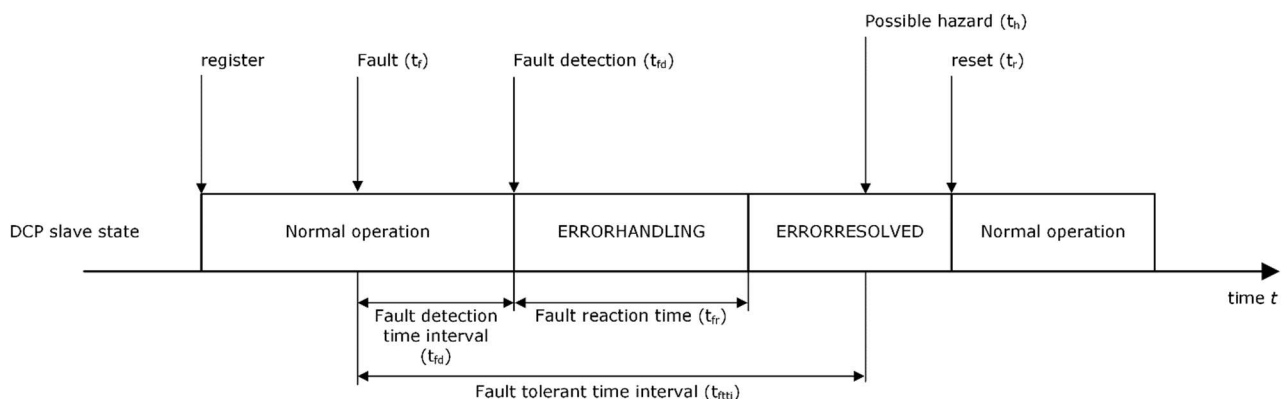 Possible hazard (th)
register
Fault (tf)
Fault detection (tfd)
reset (tr)
DCP slave state
Normal operation
ERRORHANDLING
ERRORRESOLVED
Normal operation
time t
Fault detection
time interval
(tfd)
Fault reaction time (tfr)
Fault tolerant time interval (tftti)